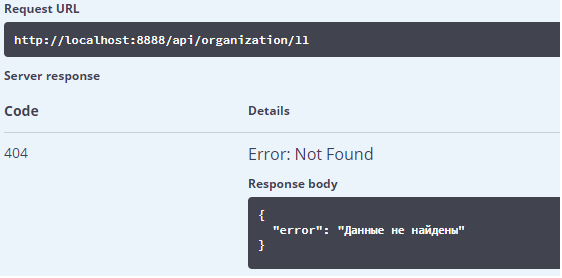 Request URL
http://localhost:8888/api/organization/11
Server response
Code Details
404 Error: Not Found
Response body
{
"error": "Данные не найдены"
}